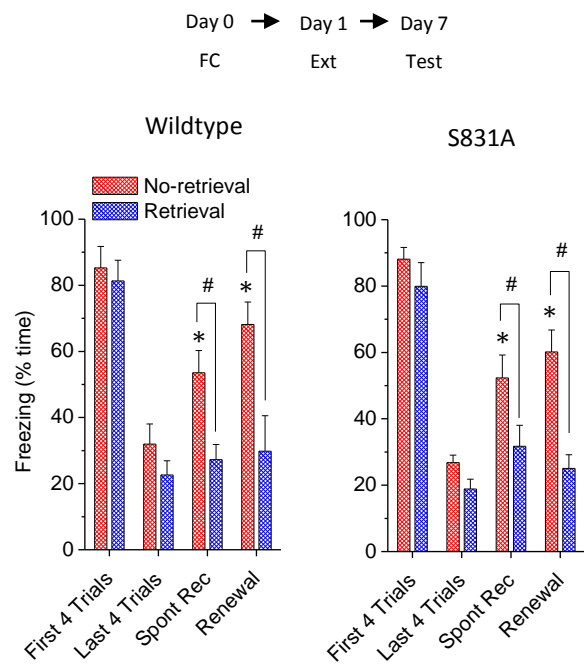 Day 0 Day 1 Day 7
FC Ext Test
Wildtype
S831A
No-retrieval
Retrieval
Freezing (% time)
100
80
60
40
20
0
# #
* *
First 4 Trials
Last 4 Trials
Spont Rec
Renewal
100
80
60
40
20
0
# #
* *
First 4 Trials
Last 4 Trials
Spont Rec
Renewal